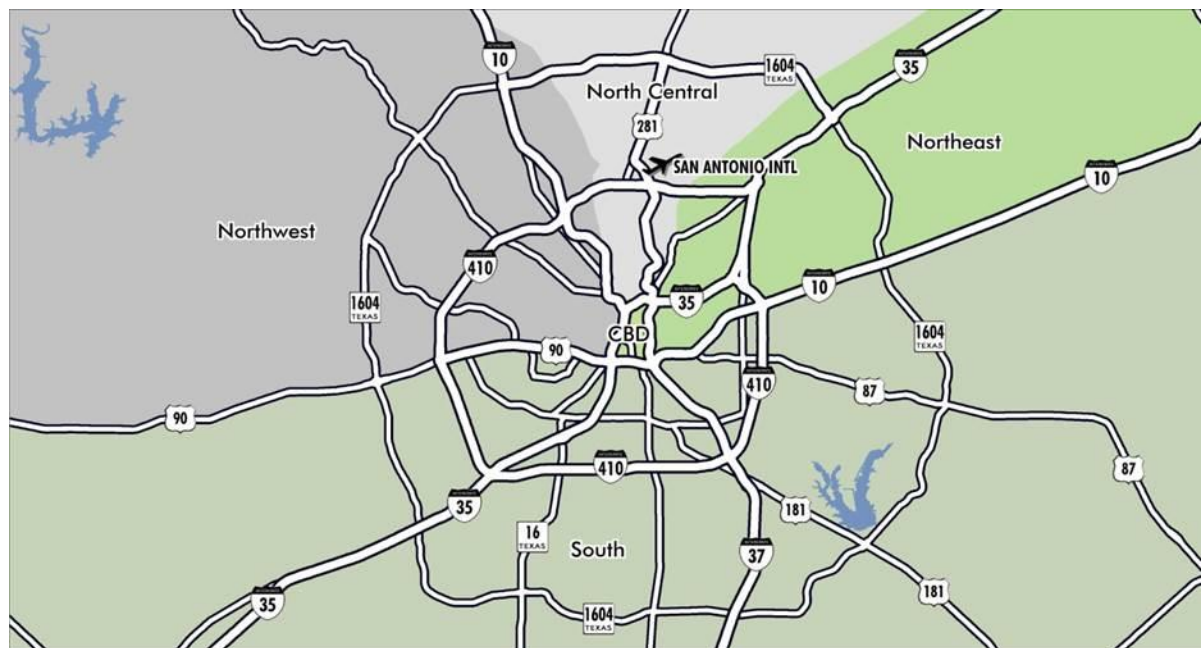 10
35
1604
TEXAS
North Central
281
Northeast
SAN ANTONIO INTL
10
Northwest
410
10
35
1604
TEXAS
CBD
1604
TEXAS
90
410
87
90
410
87
35
181
16
TEXAS
South
37
35
181
1604
TEXAS